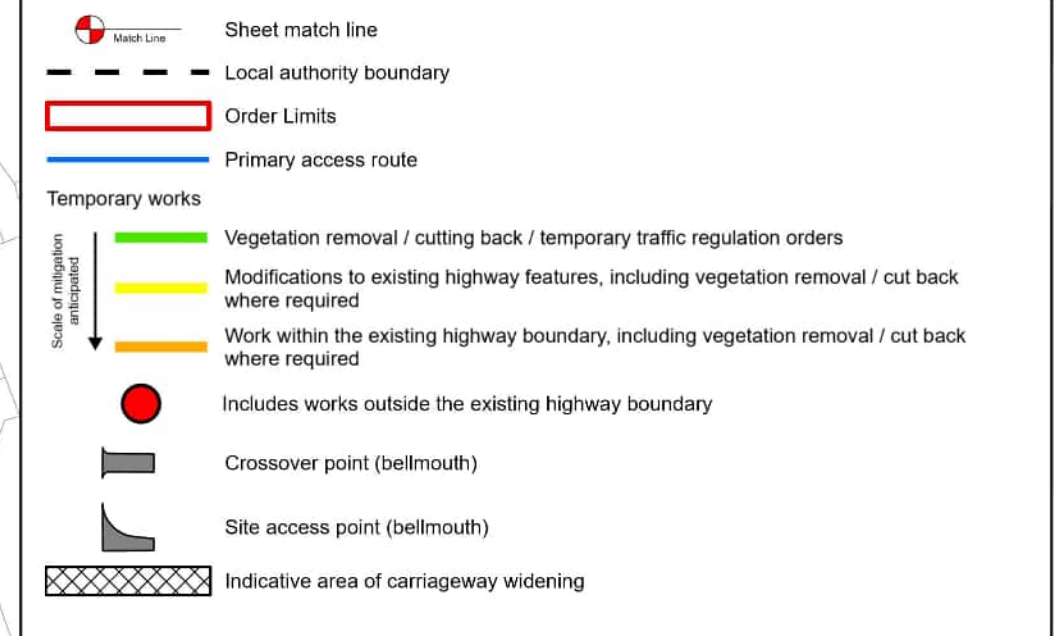 Match Line
Sheet match line
Local authority boundary
Order Limits
Primary access route
Temporary works
Scale of mitigation
anticipated
Vegetation removal / cutting back / temporary traffic regulation orders
Modifications to existing highway features, including vegetation removal / cut back
where required
Work within the existing highway boundary, including vegetation removal / cut back
where required
Includes works outside the existing highway boundary
Crossover point (bellmouth)
Site access point (bellmouth)
Indicative area of carriageway widening